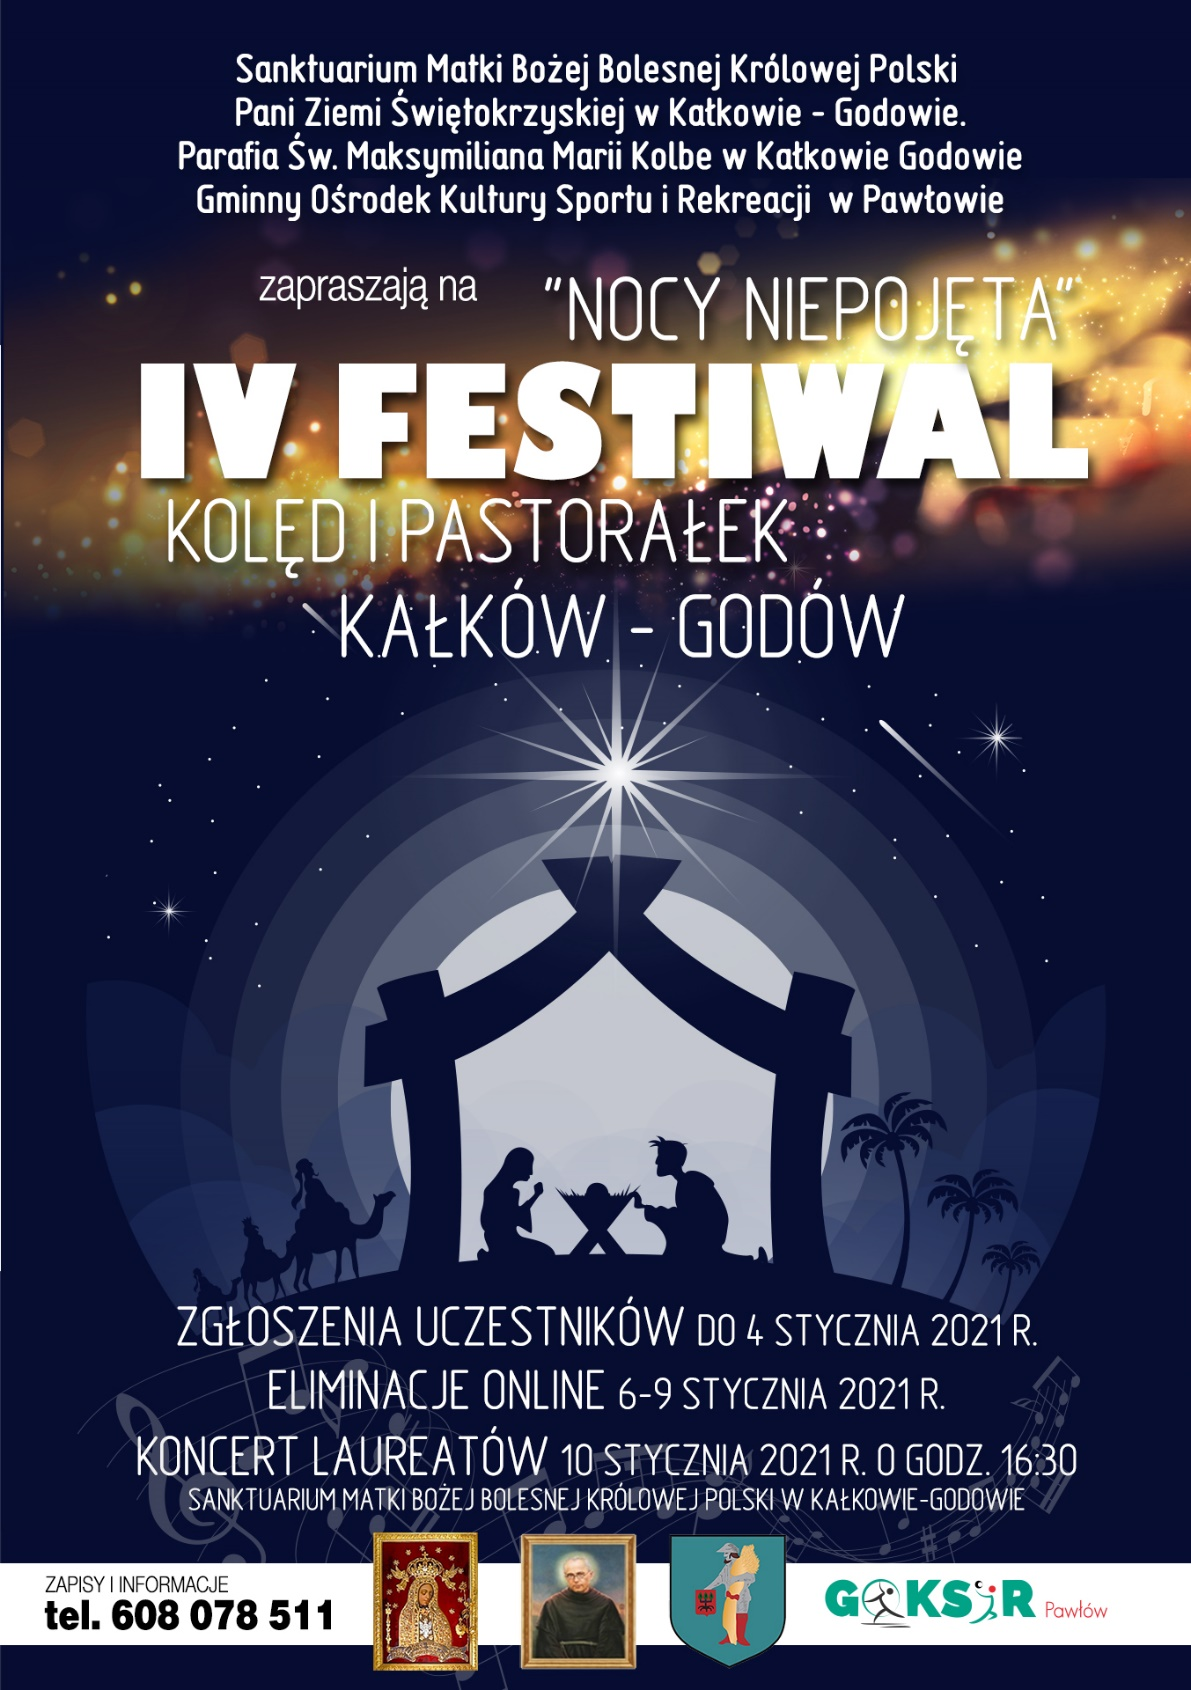 Sanktuarium Matki Bożej Bolesnej Królowej Polski
Pani Ziemi Świętokrzyskiej w Kałkowie - Godowie.
Parafia Św. Maksymiliana Marii Kolbe w Kałkowie Godowie
Gminny Ośrodek Kultury Sportu i Rekreacji w Pawłowie
zapraszają na "NOCY NIEPOJĘTA"
IV FESTIWAL
KOLĘD I PASTORAŁEK
KAŁKÓW - GODÓW
ZGŁOSZENIA UCZESTNIKÓW DO 4 STYCZNIA 2021 R.
ELIMINACJE ONLINE 6-9 STYCZNIA 2021 R.
KONCERT LAUREATÓW 10 STYCZNIA 2021 R. O GODZ. 16:30
SANKTUARIUM MATKI BOŻEJ BOLESNEJ KRÓLOWEJ POLSKI W KAŁKOWIE-GODOWIE
ZAPISY I INFORMACJE
tel. 608 078 511
GOKSiR Pawłów